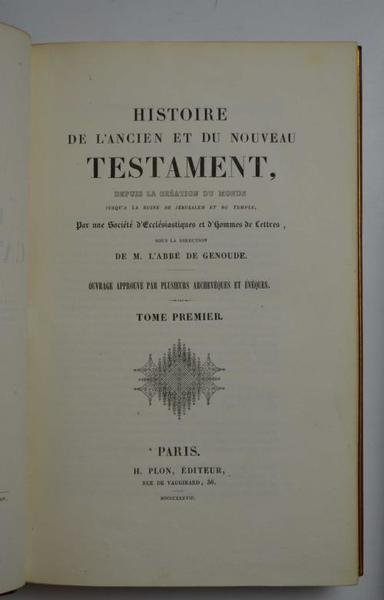 HISTOIRE
DE L'ANCIEN ET DU NOUVEAU
TESTAMENT,
DEPUIS LA CRÉATION DU MONDE
JUSQU'A LA RUINE DE JÉRUSALEM ET DU TEMPLE,
Par une Société d'Ecclésiastiques et d'Hommes de Lettres,
SOUS LA DIRECTION
DE M. L'ABBÉ DE GENOUDE.
OUVRAGE APPROUVÉ PAR PLUSIEURS ARCHEVÊQUES ET ÉVÊQUES.
TOME PREMIER.
PARIS.
H. PLON, ÉDITEUR,
RUE DE VAUGIRARD, 36.